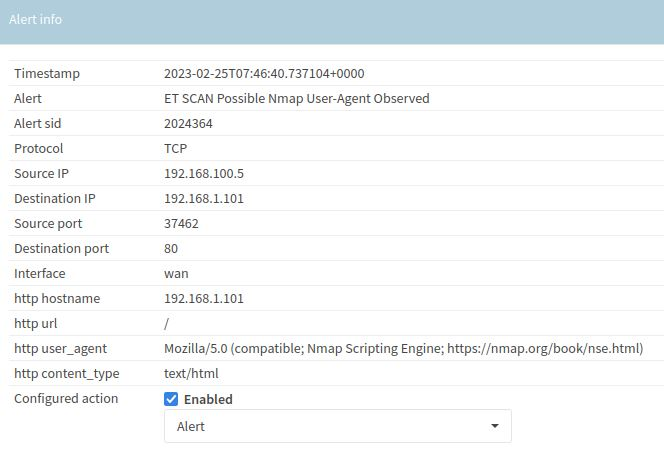 Alert info
Timestamp 2023-02-25T07:46:40.737104+0000
Alert ET SCAN Possible Nmap User-Agent Observed
Alert sid 2024364
Protocol TCP
Source IP 192.168.100.5
Destination IP 192.168.1.101
Source port 37462
Destination port 80
Interface wan
http hostname 192.168.1.101
http url /
http user_agent Mozilla/5.0 (compatible; Nmap Scripting Engine; https://nmap.org/book/nse.html)
http content_type text/html
Configured action Enabled
Alert